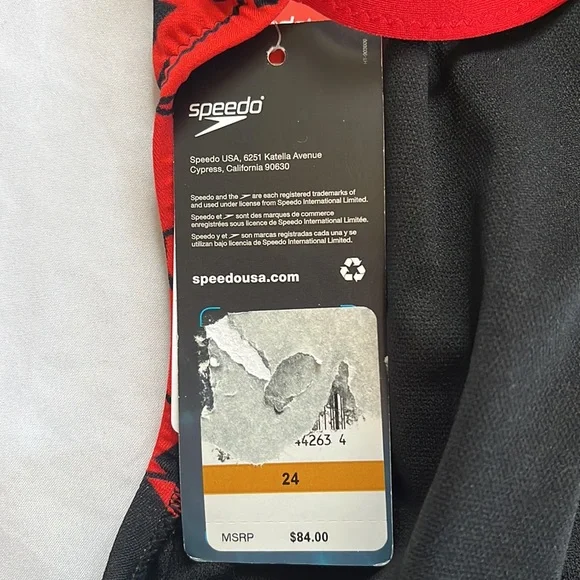 speedo
Speedo USA, 6251 Katella Avenue
Cypress, California 90630
Speedo and the are each registered trademarks of
and used under license from Speedo International Limited.
Speedo et sont des marques de commerce
enregistrées sous licence de Speedo International Limitée.
Speedo y et son marcas registradas cada una y se
utilizan bajo licencia de Speedo International Limited.
speedousa.com
4263 4
24
MSRP $84.00